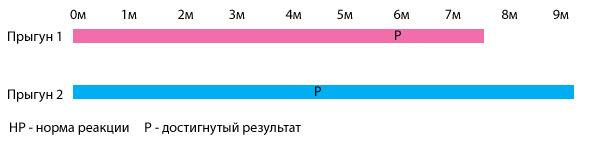 0м 1м 2м 3м 4м 5м 6м 7м 8м 9м
Прыгун 1 Р
Прыгун 2 Р
НР - норма реакции Р - достигнутый результат